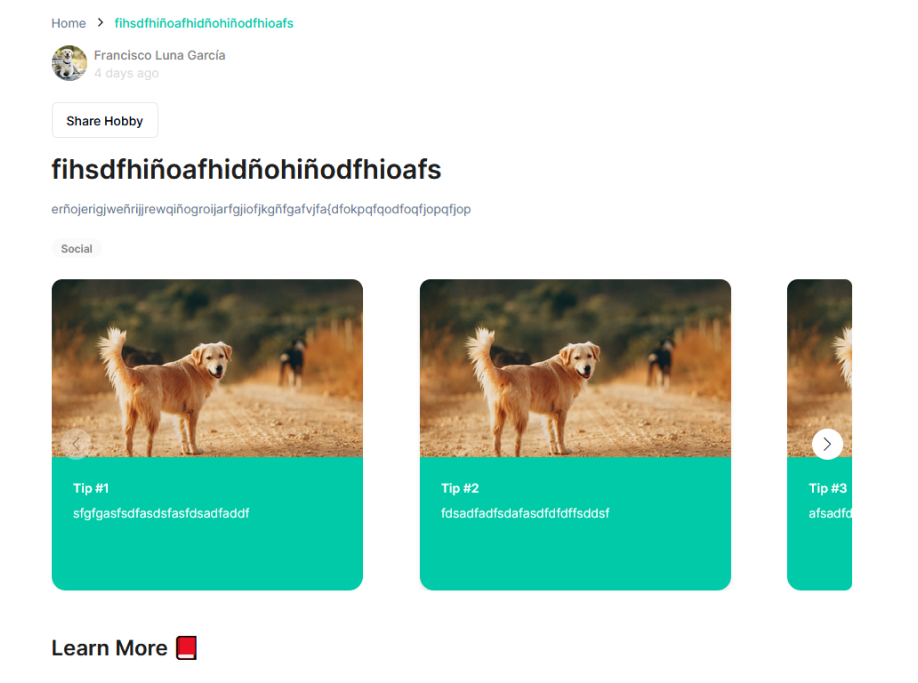 Home > fihsdfhiñoafhidñohiñodfhioafs
Francisco Luna García
4 days ago
Share Hobby
fihsdfhiñoafhidñohiñodfhioafs
erñojerigjweñrijjrewqiñogroijarfgjiofjkgñfgafvjfa{dfokpqfqodfoqfjopqfjop
Social
Tip #1
sfgfgasfsdfasdsfasfdsadfaddf
Tip #2
fdsadfadfsdafasdfdfdffsddsf
Tip #3
afsadfd
Learn More